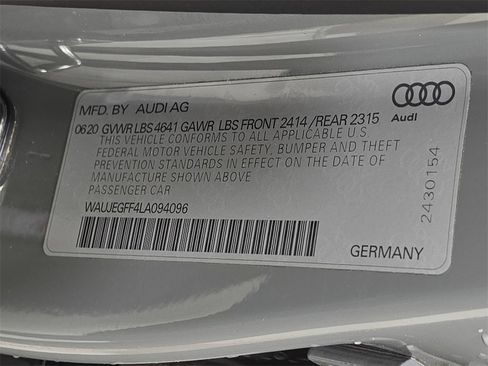 MFD. BY AUDI AG
Audi
06 20 GVWR LBS 4641 GAWR LBS FRONT 2414 / REAR 2315
THIS VEHICLE CONFORMS TO ALL APPLICABLE U.S.
FEDERAL MOTOR VEHICLE SAFETY, BUMPER AND THEFT
PREVENTION STANDARDS IN EFFECT ON THE DATE OF
MANUFACTURE SHOWN ABOVE
PASSENGER CAR
WAUJEGFF4LA094096
2430154
GERMANY